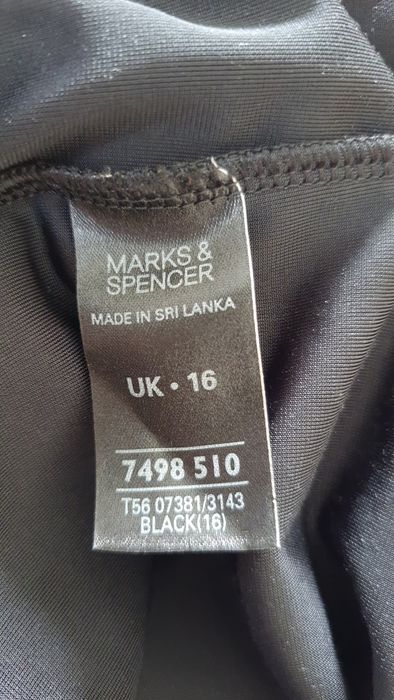 MARKS &
SPENCER
MADE IN SRI LANKA
UK • 16
7498 510
T56 07381/3143
BLACK(16)